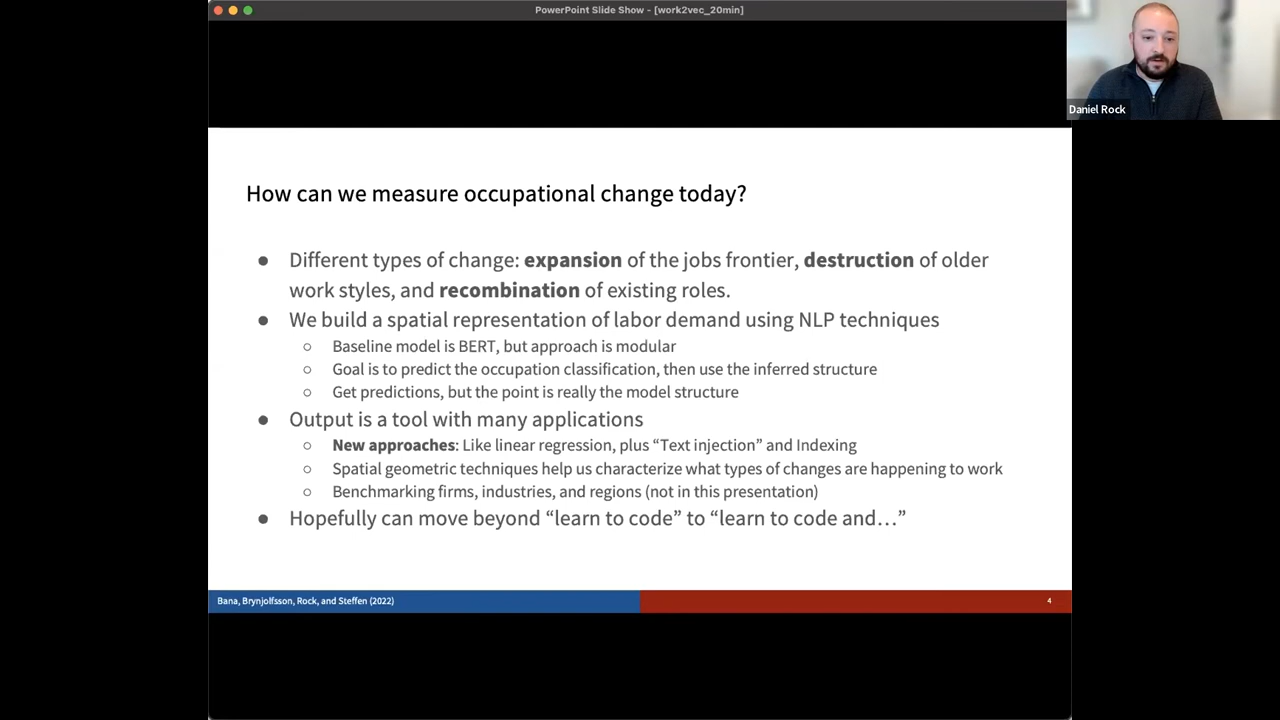 PowerPoint Slide Show - [work2vec_20min]
Daniel Rock
How can we measure occupational change today?
● Different types of change: expansion of the jobs frontier, destruction of older
work styles, and recombination of existing roles.
● We build a spatial representation of labor demand using NLP techniques
○ Baseline model is BERT, but approach is modular
○ Goal is to predict the occupation classification, then use the inferred structure
○ Get predictions, but the point is really the model structure
● Output is a tool with many applications
○ New approaches: Like linear regression, plus “Text injection” and Indexing
○ Spatial geometric techniques help us characterize what types of changes are happening to work
○ Benchmarking firms, industries, and regions (not in this presentation)
● Hopefully can move beyond “learn to code” to “learn to code and…”
Bana, Brynjolfsson, Rock, and Steffen (2022)
4